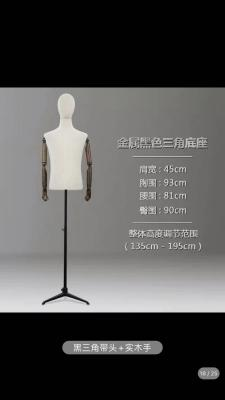 金属黑色三角底座
肩宽：45cm
胸围：93cm
腰围：81cm
臀围：90cm
整体高度调节范围
（135cm - 195cm）
黑三角带头＋实木手
18 / 25